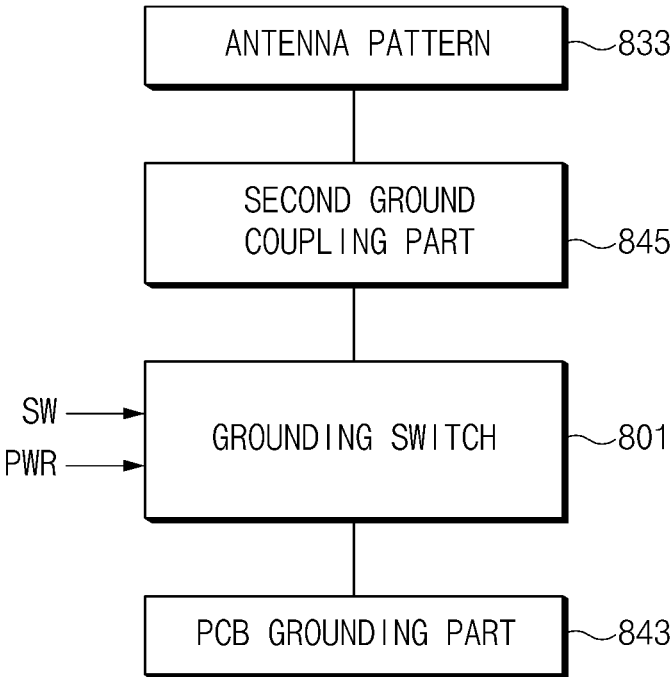 ANTENNA PATTERN 833
SECOND GROUND
COUPLING PART 845
SW
GROUNDING SWITCH 801
PWR
PCB GROUNDING PART 843